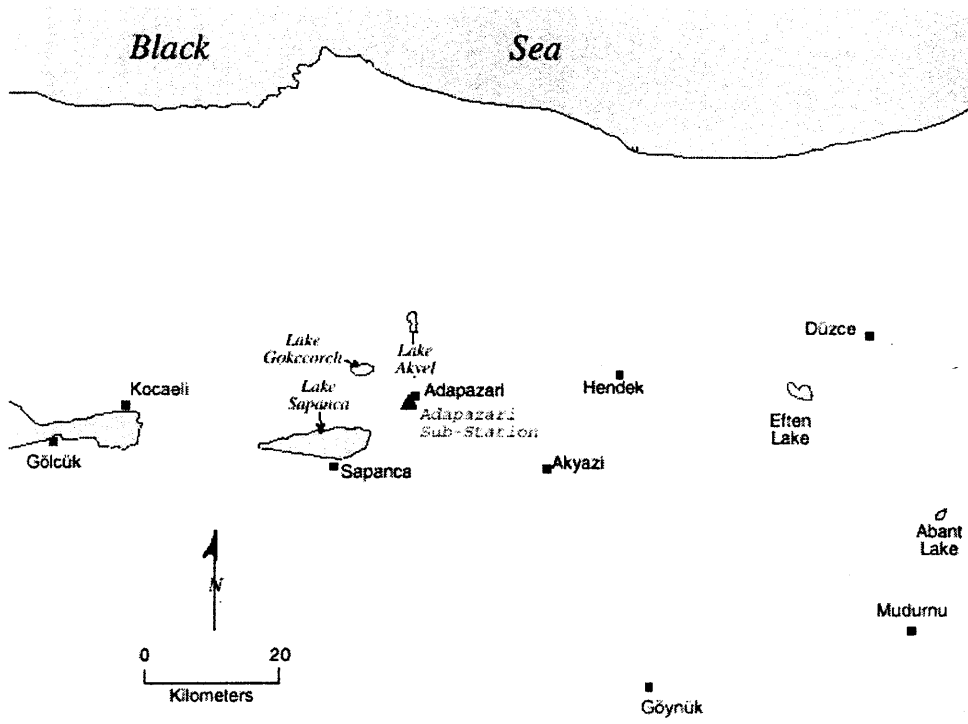 Black Sea
Düzce
Lake
Lake
Akyel
Kocaeli
Lake
Sapanca
Adapazari
Hendek
Adapazari
Sub-Station
Eften
Lake
Gölcük
Sapanca
Akyazi
Abant
Lake
N
Mudurnu
0 20
Kilometers
Göynük